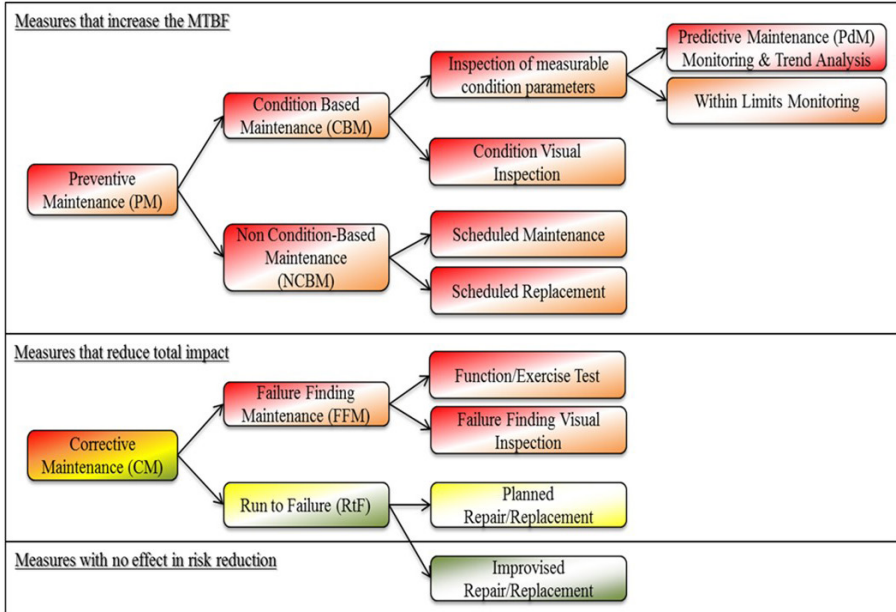 Measures that increase the MTBF
Predictive Maintenance (PdM)
Monitoring & Trend Analysis
Inspection of measurable
condition parameters
Within Limits Monitoring
Condition Based
Maintenance (CBM)
Condition Visual
Inspection
Preventive
Maintenance (PM)
Non Condition-Based
Maintenance
(NCBM)
Scheduled Maintenance
Scheduled Replacement
Measures that reduce total impact
Function/Exercise Test
Failure Finding
Maintenance (FFM)
Failure Finding Visual
Inspection
Corrective
Maintenance (CM)
Run to Failure (RtF)
Planned
Repair/Replacement
Measures with no effect in risk reduction
Improvised
Repair/Replacement